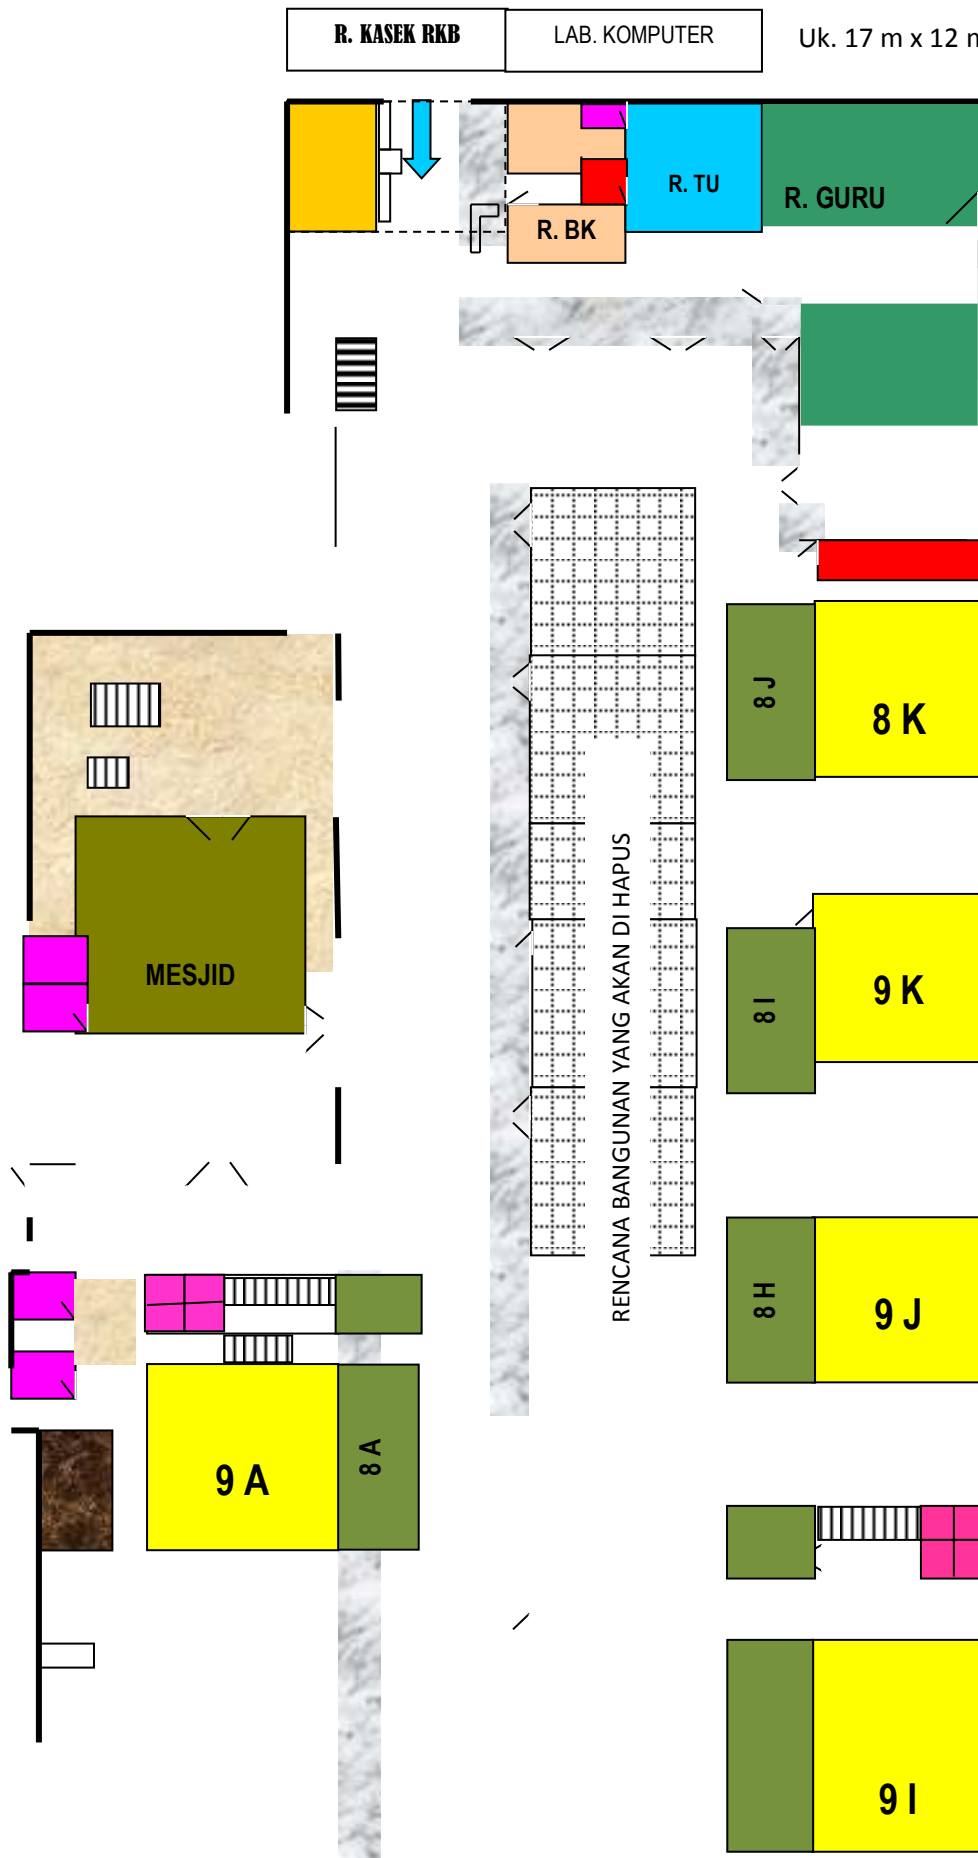 R. KASEK RKB
LAB. KOMPUTER
Uk. 17 m x 12 m
R. TU
R. GURU
R. BK
8 J
8 K
RENCANA BANGUNAN YANG AKAN DI HAPUS
MESJID
8 I
9 K
8 H
9 J
9 A
8 A
9 I